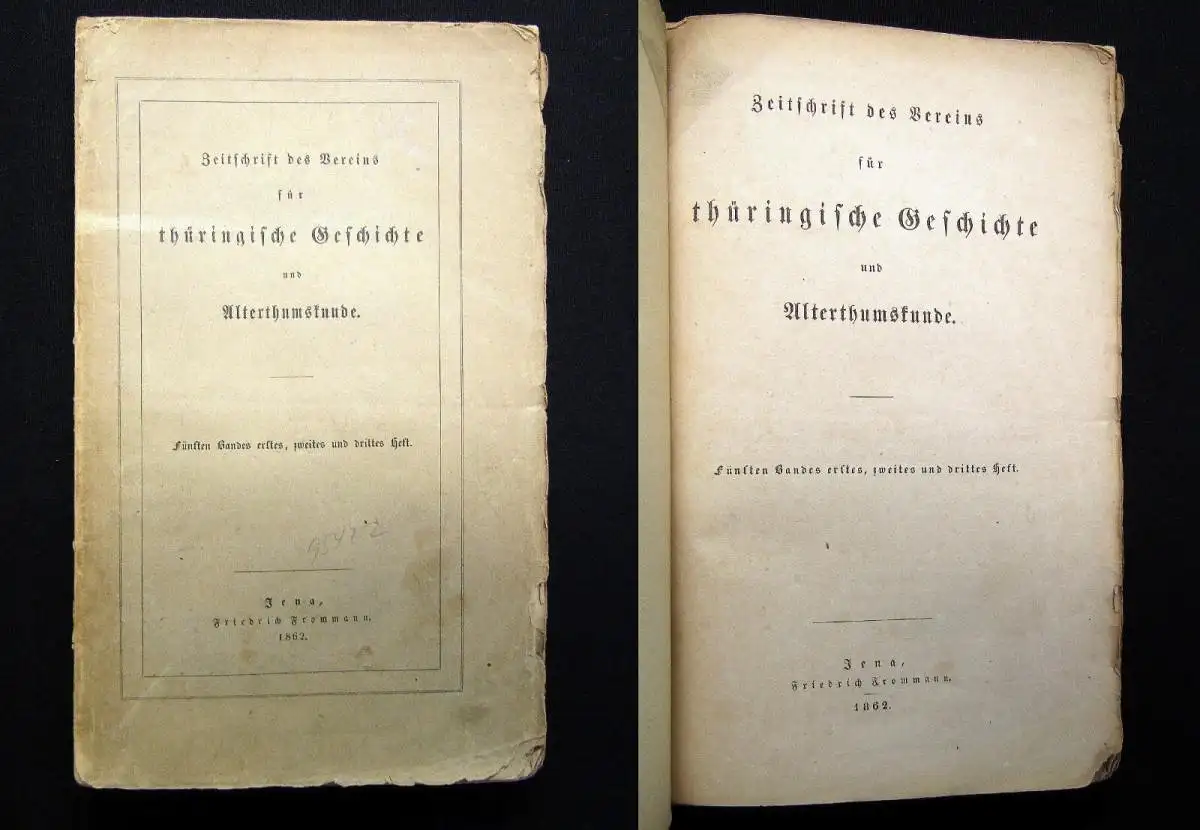 Zeitschrift des Vereins
für
thüringische Geschichte
und
Alterthumskunde.
Fünften Bandes erstes, zweites und drittes Heft.
Jena,
Friedrich Frommann.
1862.
Zeitschrift des Vereins
für
thüringische Geschichte
und
Alterthumskunde.
Fünften Bandes erstes, zweites und drittes Heft.
Jena,
Friedrich Frommann.
1862.